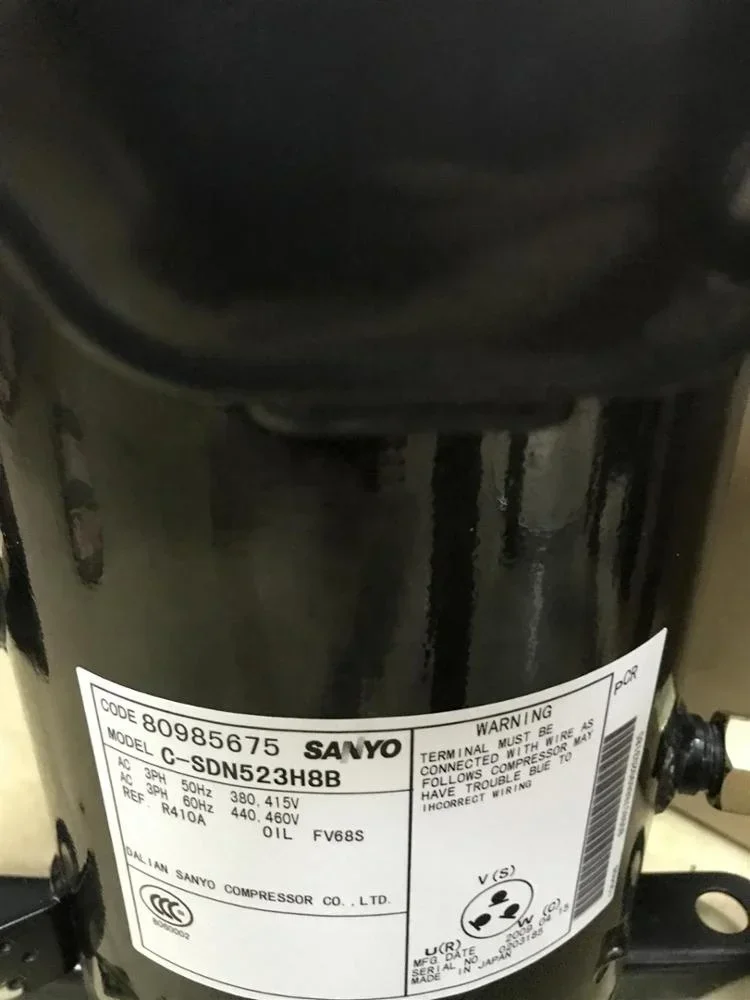 CODE 80985675 SANYO
MODEL C-SDN523H8B
AC 3PH 50Hz 380,415V
AC 3PH 60Hz 440,460V
REF. R410A OIL FV68S
DALIAN SANYO COMPRESSOR CO.,LTD.
CCC
WARNING
TERMINAL MUST BE
CONNECTED WITH WIRE AS
FOLLOWS COMPRESSOR MAY
HAVE TROUBLE BUE TO
IHCORRECT WIRING
V(S)
U(R) W(C)
MFG. DATE 2009 04 15
SERIAL NO 0203185
MADE IN JAPAN
PCR